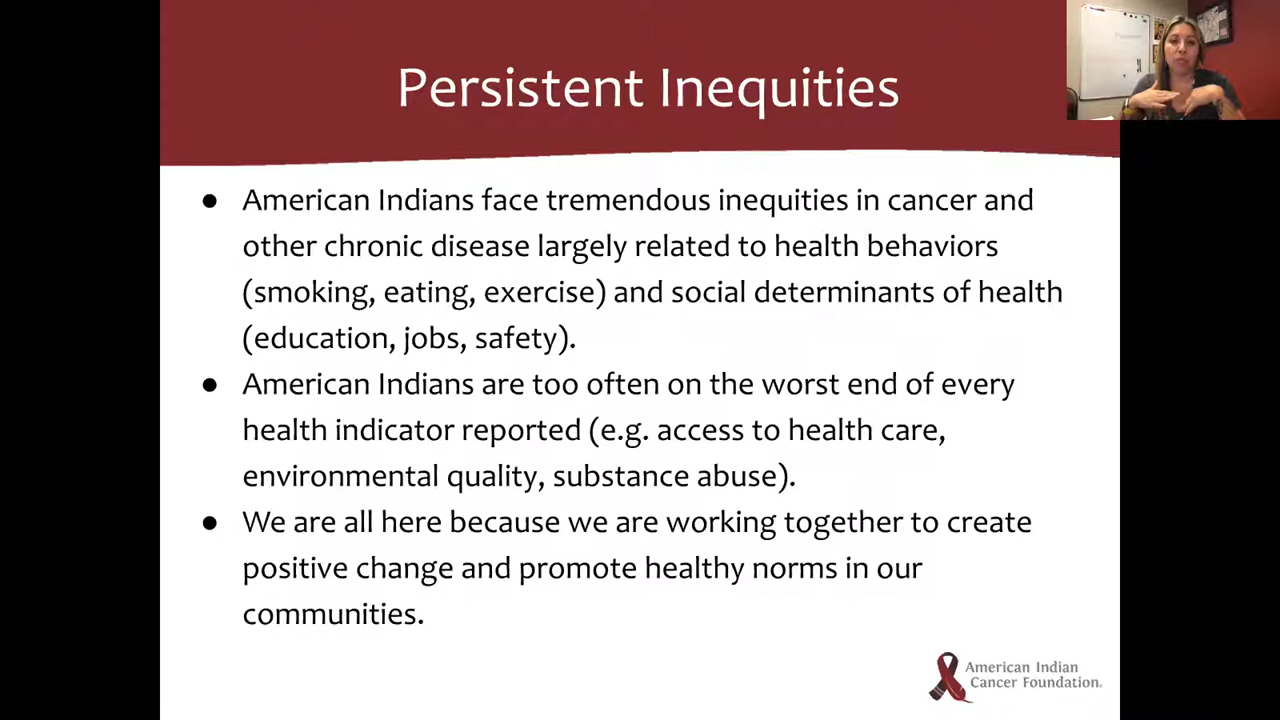 Persistent Inequities
● American Indians face tremendous inequities in cancer and
other chronic disease largely related to health behaviors
(smoking, eating, exercise) and social determinants of health
(education, jobs, safety).
● American Indians are too often on the worst end of every
health indicator reported (e.g. access to health care,
environmental quality, substance abuse).
● We are all here because we are working together to create
positive change and promote healthy norms in our
communities.
American Indian
Cancer Foundation.